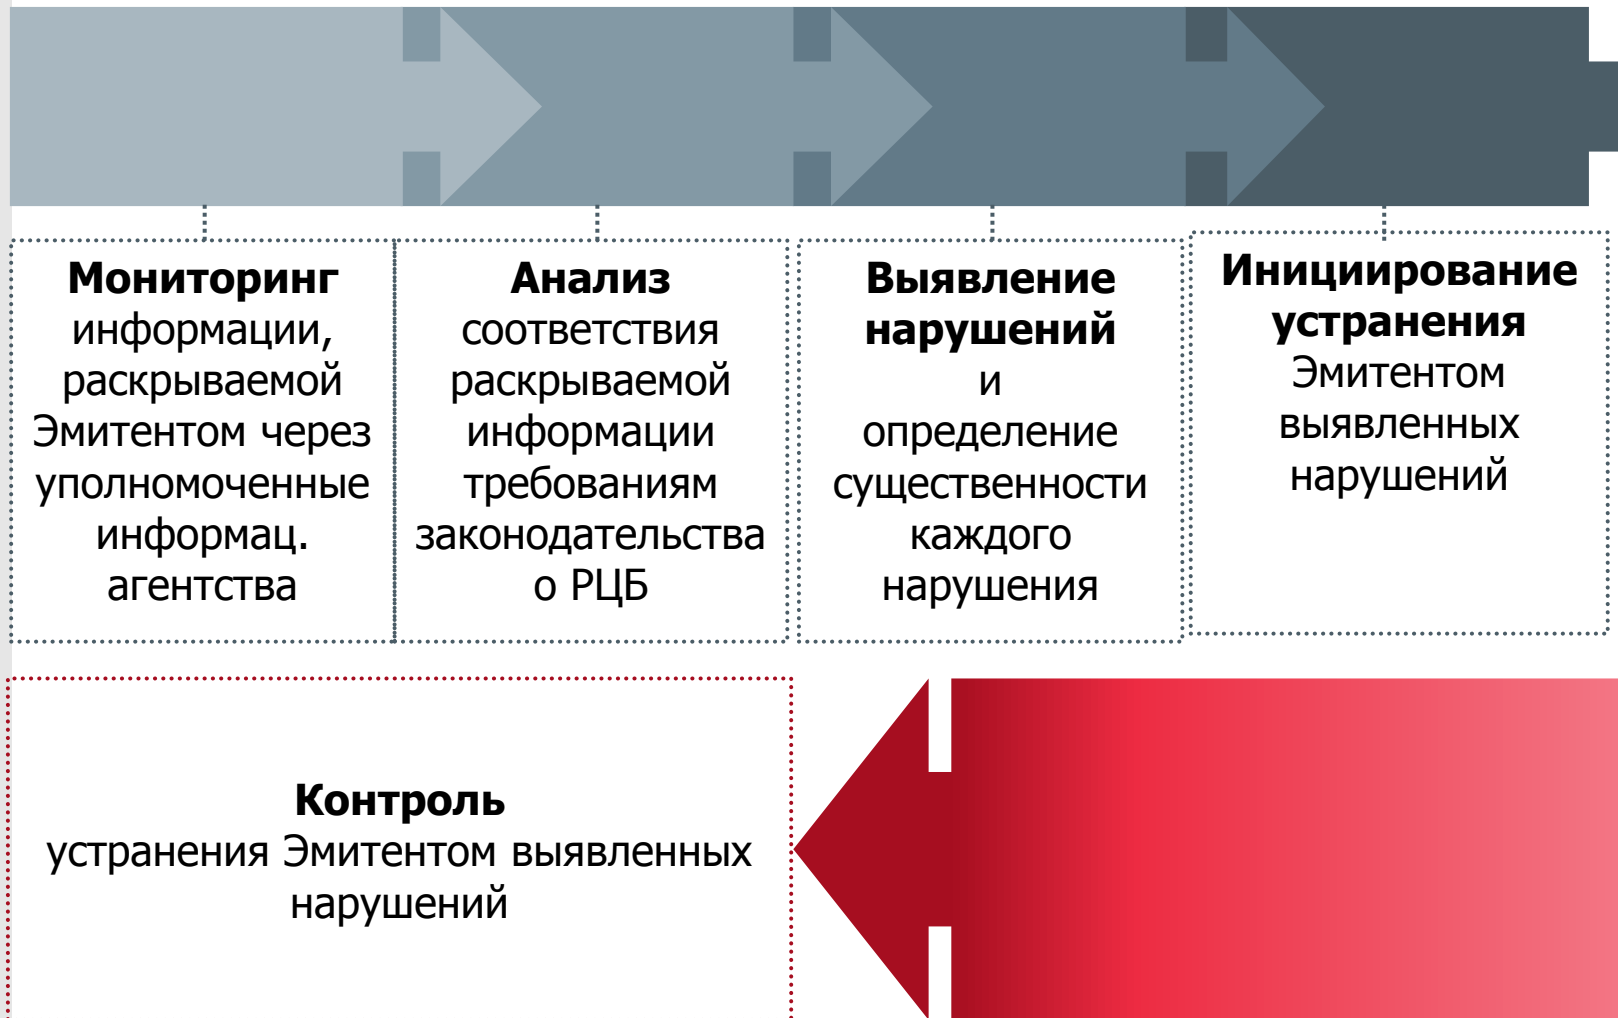 Мониторинг
информации,
раскрываемой
Эмитентом через
уполномоченные
информац.
агентства
Анализ
соответствия
раскрываемой
информации
требованиям
законодательства
о РЦБ
Выявление
нарушений
и
определение
существенности
каждого
нарушения
Инициирование
устранения
Эмитентом
выявленных
нарушений
Контроль
устранения Эмитентом выявленных
нарушений